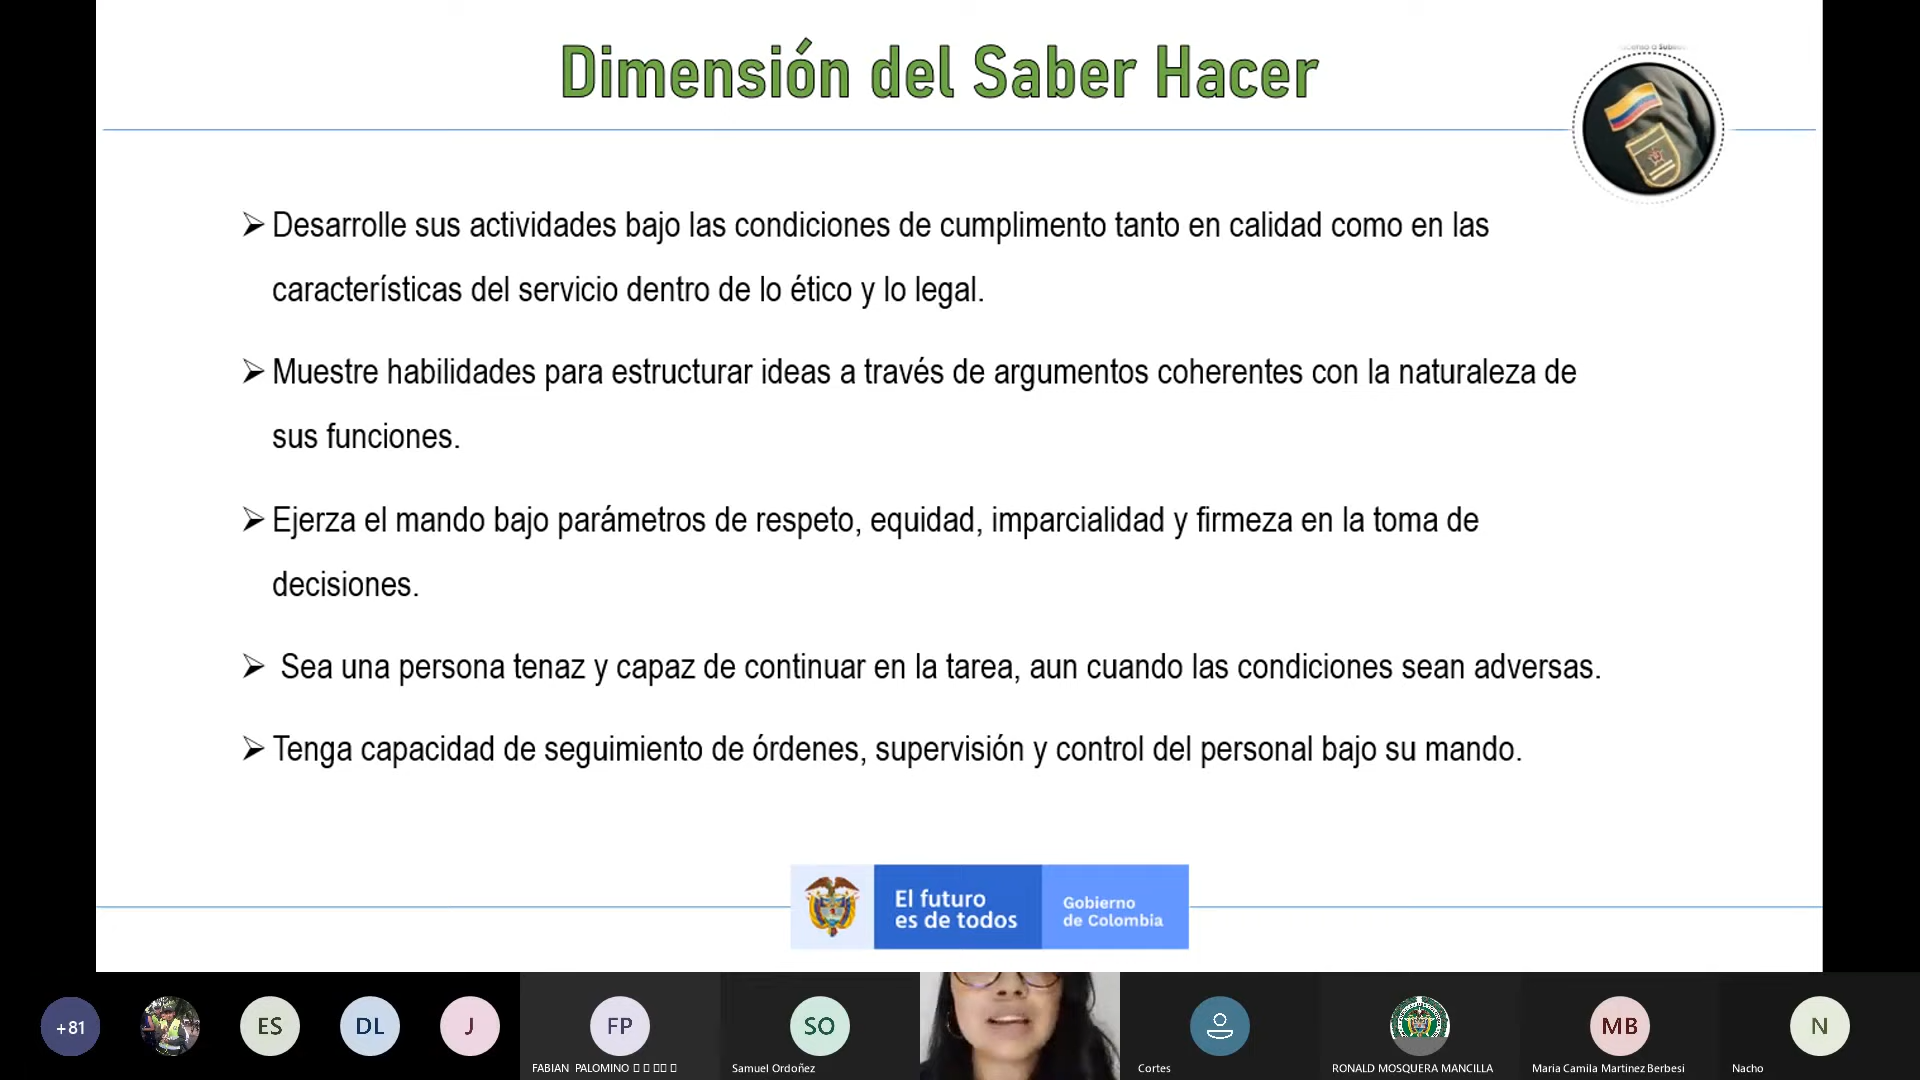 Dimensión del Saber Hacer
➢ Desarrolle sus actividades bajo las condiciones de cumplimento tanto en calidad como en las
características del servicio dentro de lo ético y lo legal.
➢ Muestre habilidades para estructurar ideas a través de argumentos coherentes con la naturaleza de
sus funciones.
➢ Ejerza el mando bajo parámetros de respeto, equidad, imparcialidad y firmeza en la toma de
decisiones.
➢ Sea una persona tenaz y capaz de continuar en la tarea, aun cuando las condiciones sean adversas.
➢ Tenga capacidad de seguimiento de órdenes, supervisión y control del personal bajo su mando.
El futuro
es de todos
Gobierno
de Colombia
+81
ES
DL
J
FP
SO
MB
N
FABIAN PALOMINO
Samuel Ordoñez
Cortes
RONALD MOSQUERA MANCILLA
Maria Camila Martinez Berbesi
Nacho